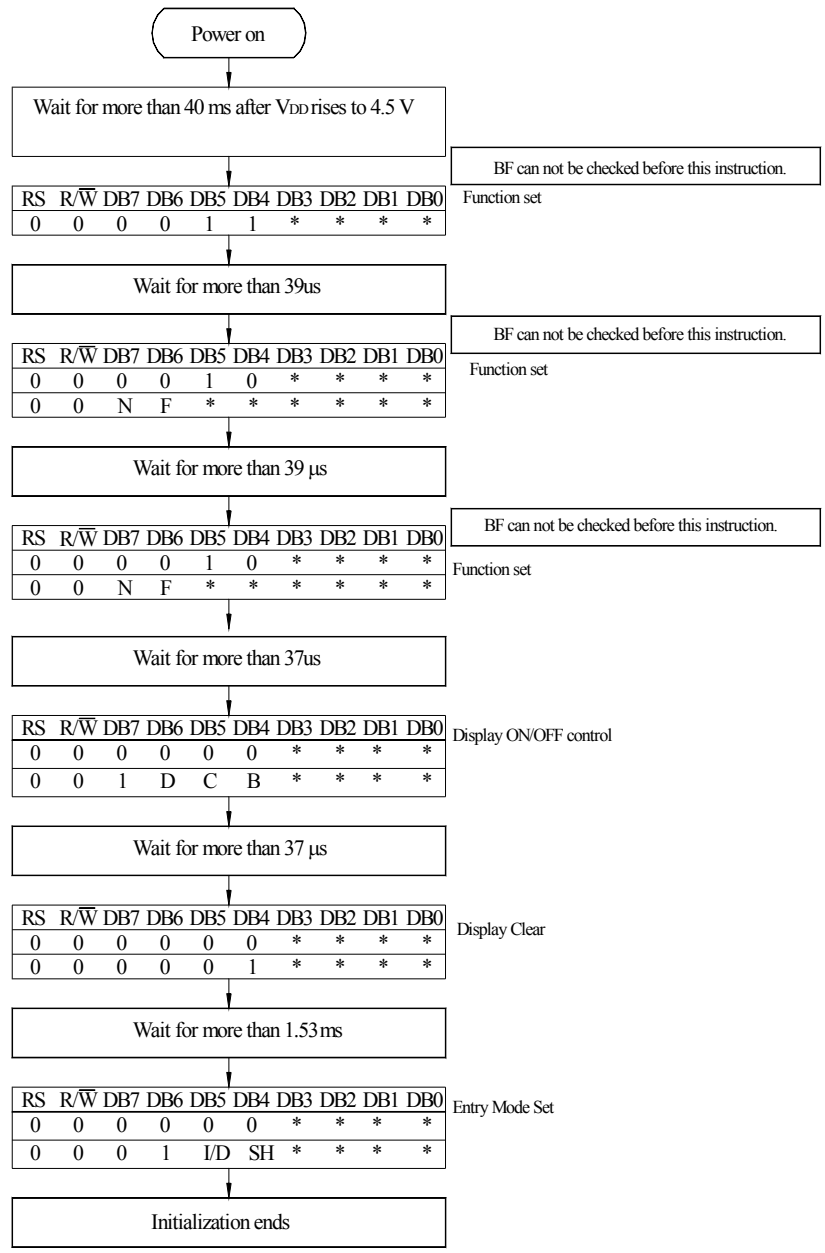 Power on
Wait for more than 40 ms after VDD rises to 4.5 V
BF can not be checked before this instruction.
RS R/W̅ DB7 DB6 DB5 DB4 DB3 DB2 DB1 DB0
Function set
0 0 0 0 1 1 * * * *
Wait for more than 39us
BF can not be checked before this instruction.
RS R/W̅ DB7 DB6 DB5 DB4 DB3 DB2 DB1 DB0
Function set
0 0 0 0 1 0 * * * *
0 0 N F * * * * * *
Wait for more than 39 μs
BF can not be checked before this instruction.
RS R/W̅ DB7 DB6 DB5 DB4 DB3 DB2 DB1 DB0
0 0 0 0 1 0 * * * *
Function set
0 0 N F * * * * * *
Wait for more than 37us
RS R/W̅ DB7 DB6 DB5 DB4 DB3 DB2 DB1 DB0
Display ON/OFF control
0 0 0 0 0 0 * * * *
0 0 1 D C B * * * *
Wait for more than 37 μs
RS R/W̅ DB7 DB6 DB5 DB4 DB3 DB2 DB1 DB0
Display Clear
0 0 0 0 0 0 * * * *
0 0 0 0 0 1 * * * *
Wait for more than 1.53ms
RS R/W̅ DB7 DB6 DB5 DB4 DB3 DB2 DB1 DB0
Entry Mode Set
0 0 0 0 0 0 * * * *
0 0 0 1 I/D SH * * * *
Initialization ends